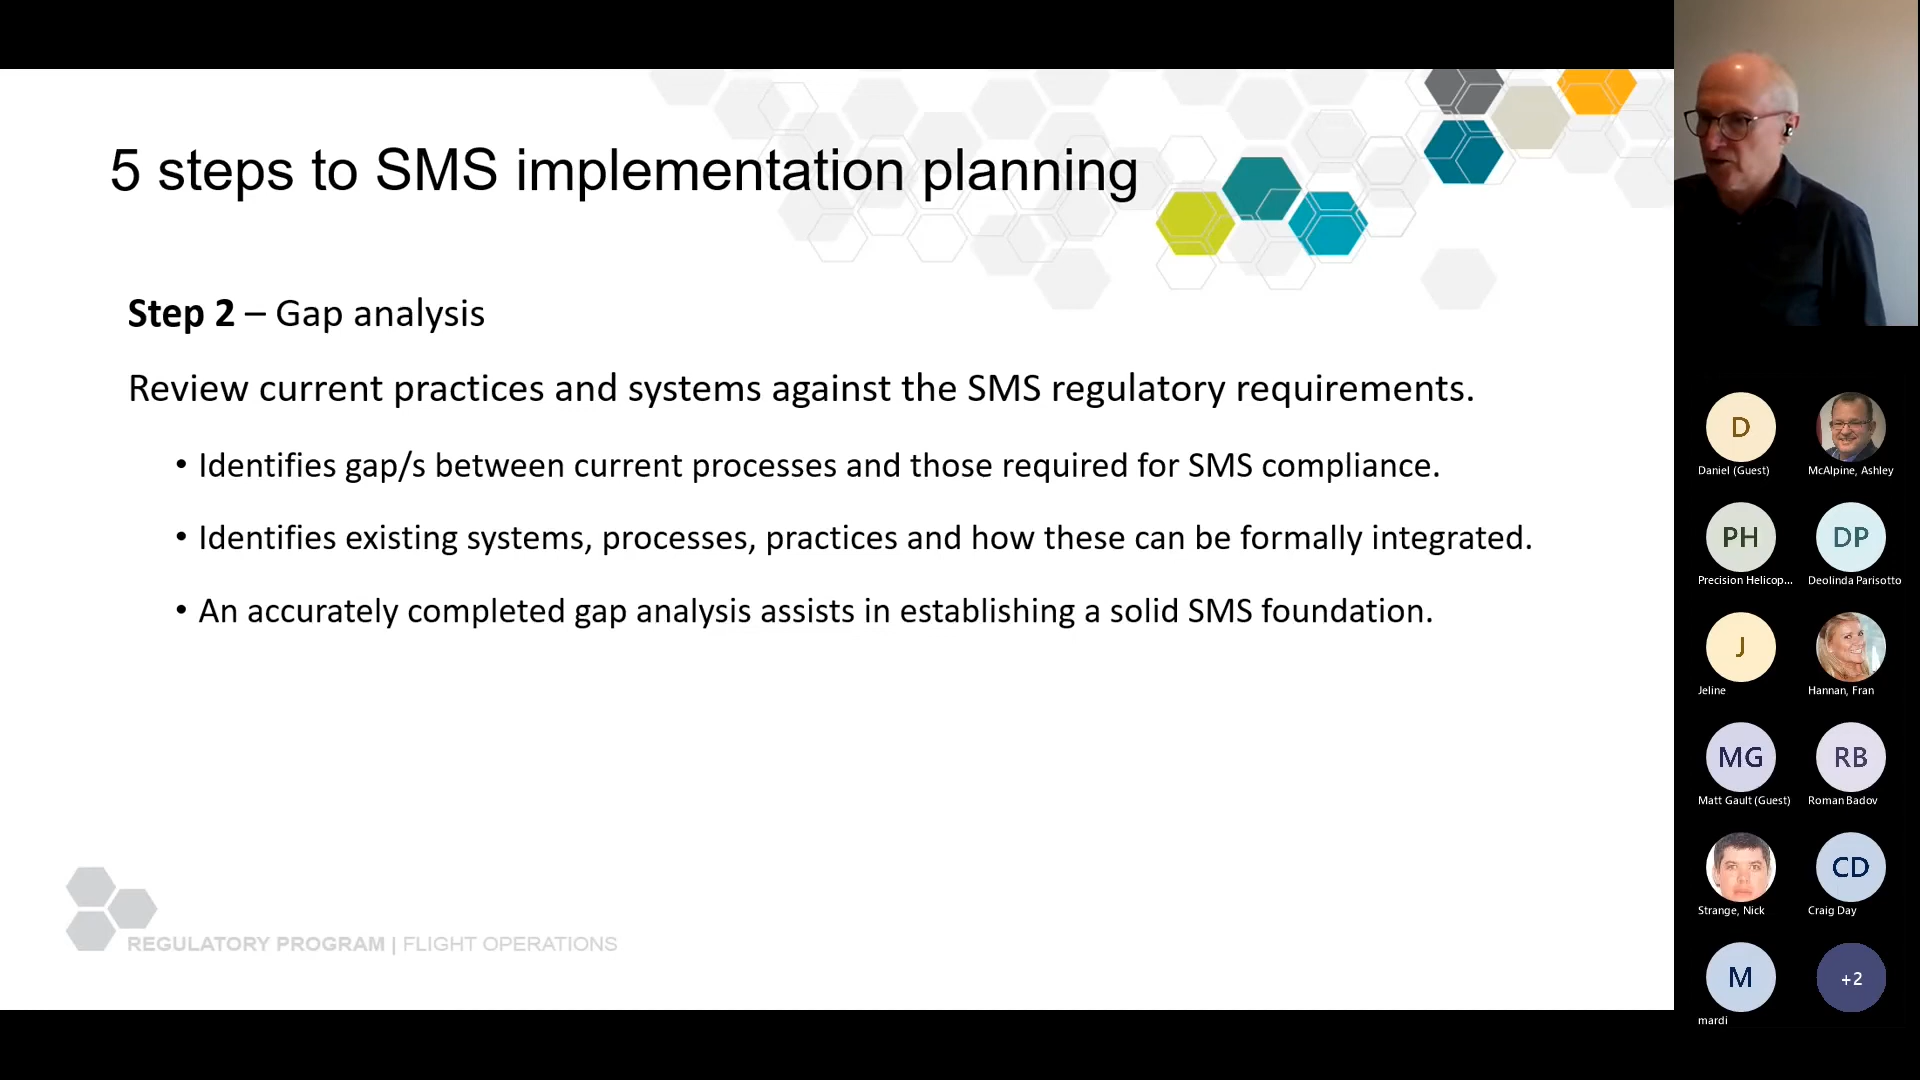 5 steps to SMS implementation planning
Step 2 – Gap analysis
Review current practices and systems against the SMS regulatory requirements.
• Identifies gap/s between current processes and those required for SMS compliance.
• Identifies existing systems, processes, practices and how these can be formally integrated.
• An accurately completed gap analysis assists in establishing a solid SMS foundation.
REGULATORY PROGRAM | FLIGHT OPERATIONS
D
Daniel (Guest)
McAlpine, Ashley
PH
Precision Helicop...
DP
Deolinda Parisotto
J
Jeline
Hannan, Fran
MG
Matt Gault (Guest)
RB
Roman Badov
Strange, Nick
CD
Craig Day
M
mardi
+2